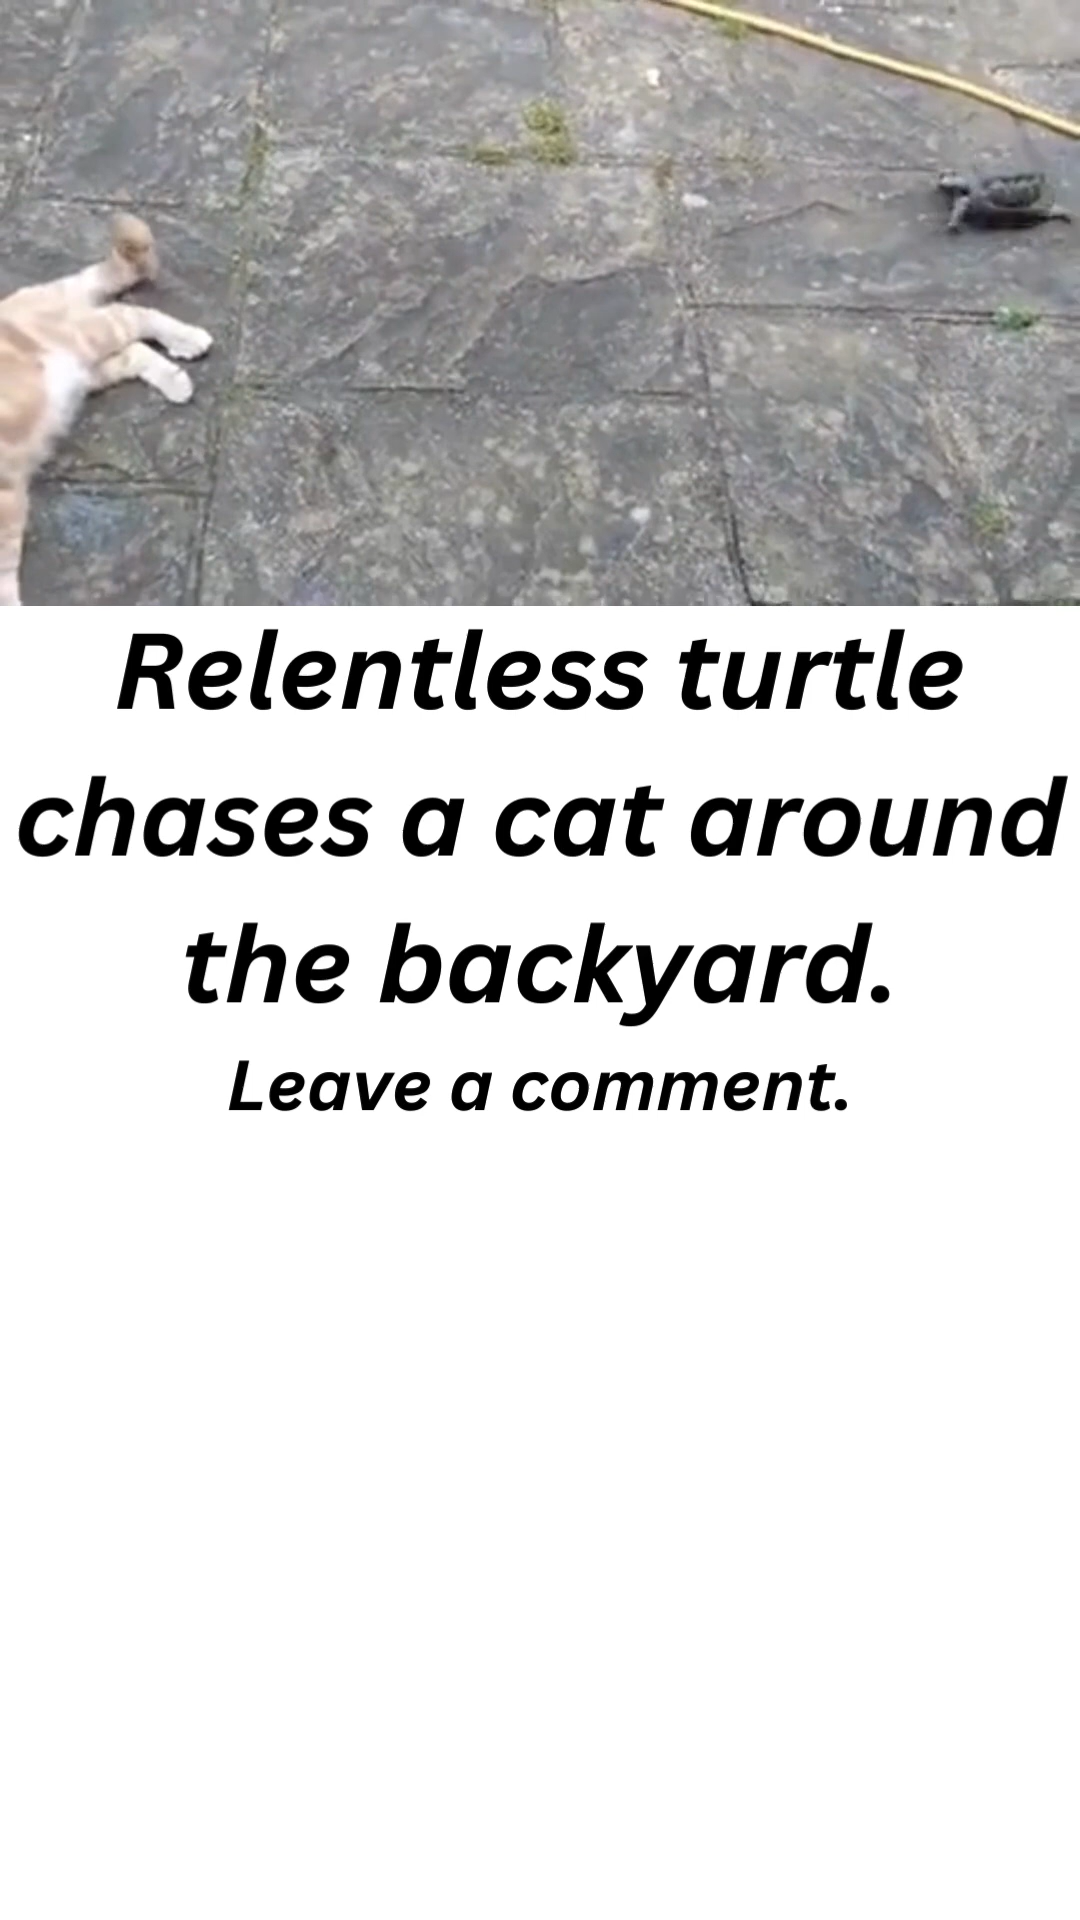 Relentless turtle
chases a cat around
the backyard.
Leave a comment.